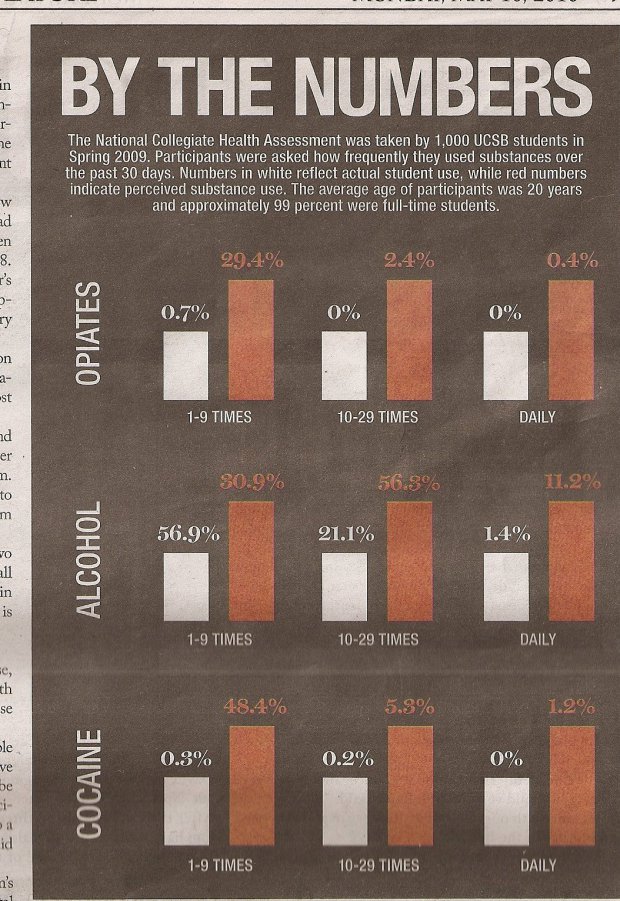 BY THE NUMBERS
The National Collegiate Health Assessment was taken by 1,000 UCSB students in
Spring 2009. Participants were asked how frequently they used substances over
the past 30 days. Numbers in white reflect actual student use, while red numbers
indicate perceived substance use. The average age of participants was 20 years
and approximately 99 percent were full-time students.
OPIATES
0.7% 29.4%
1-9 TIMES
0% 2.4%
10-29 TIMES
0% 0.4%
DAILY
ALCOHOL
56.9% 30.9%
1-9 TIMES
21.1% 56.3%
10-29 TIMES
1.4% 11.2%
DAILY
COCAINE
0.3% 48.4%
1-9 TIMES
0.2% 5.3%
10-29 TIMES
0% 1.2%
DAILY